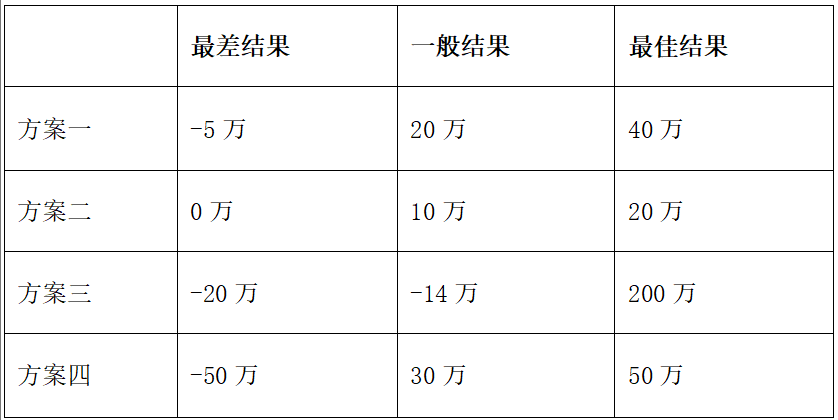 最差结果 一般结果 最佳结果
方案一 -5 万 20 万 40 万
方案二 0 万 10 万 20 万
方案三 -20 万 -14 万 200 万
方案四 -50 万 30 万 50 万